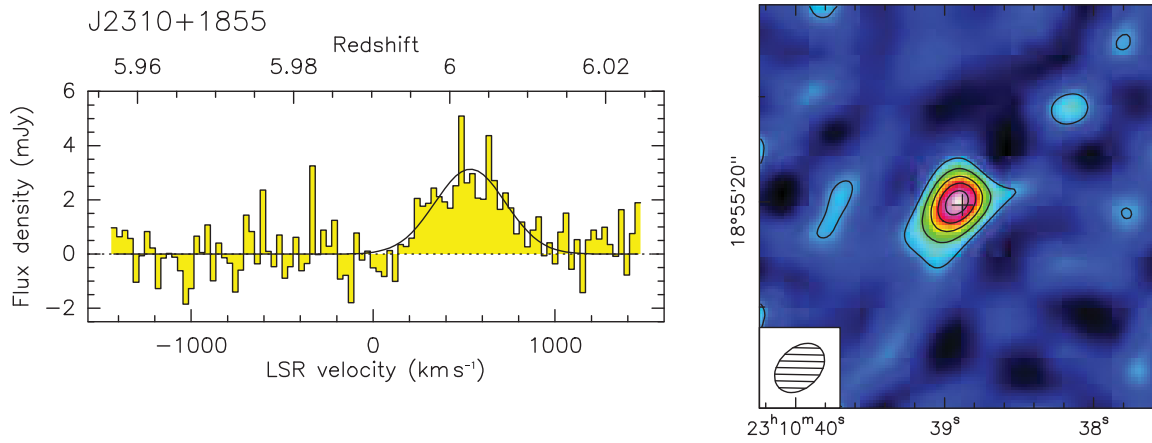 J2310+1855
Redshift
5.96 5.98 6 6.02
Flux density (mJy)
6
4
2
0
−2
−1000 0 1000
LSR velocity (km s⁻¹)
18°55'20"
23ʰ10ᵐ40ˢ 39ˢ 38ˢ